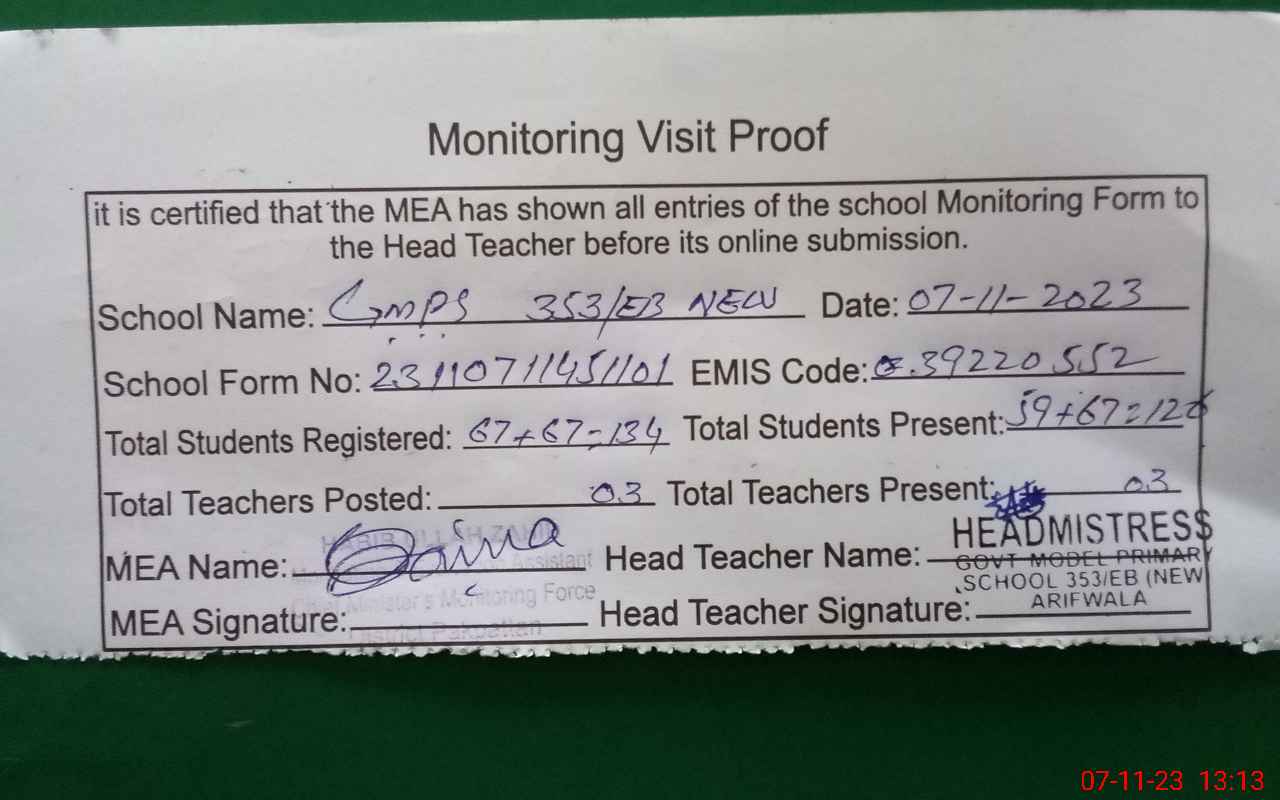 Monitoring Visit Proof
it is certified that the MEA has shown all entries of the school Monitoring Form to
the Head Teacher before its online submission.
School Name: GMPS 353/EB NEW Date: 07-11-2023
School Form No: 23110711451101 EMIS Code: 39220552
Total Students Registered: 67+67=134 Total Students Present: 59+67=126
Total Teachers Posted: 03 Total Teachers Present: 03
MEA Name: Head Teacher Name: HEADMISTRESS
GOVT MODEL PRIMARY
SCHOOL 353/EB (NEW
ARIFWALA
HABIB ULLAH
Assistant
Chief Minister's Monitoring Force
District Pakpattan
MEA Signature: Head Teacher Signature:
07-11-23 13:13